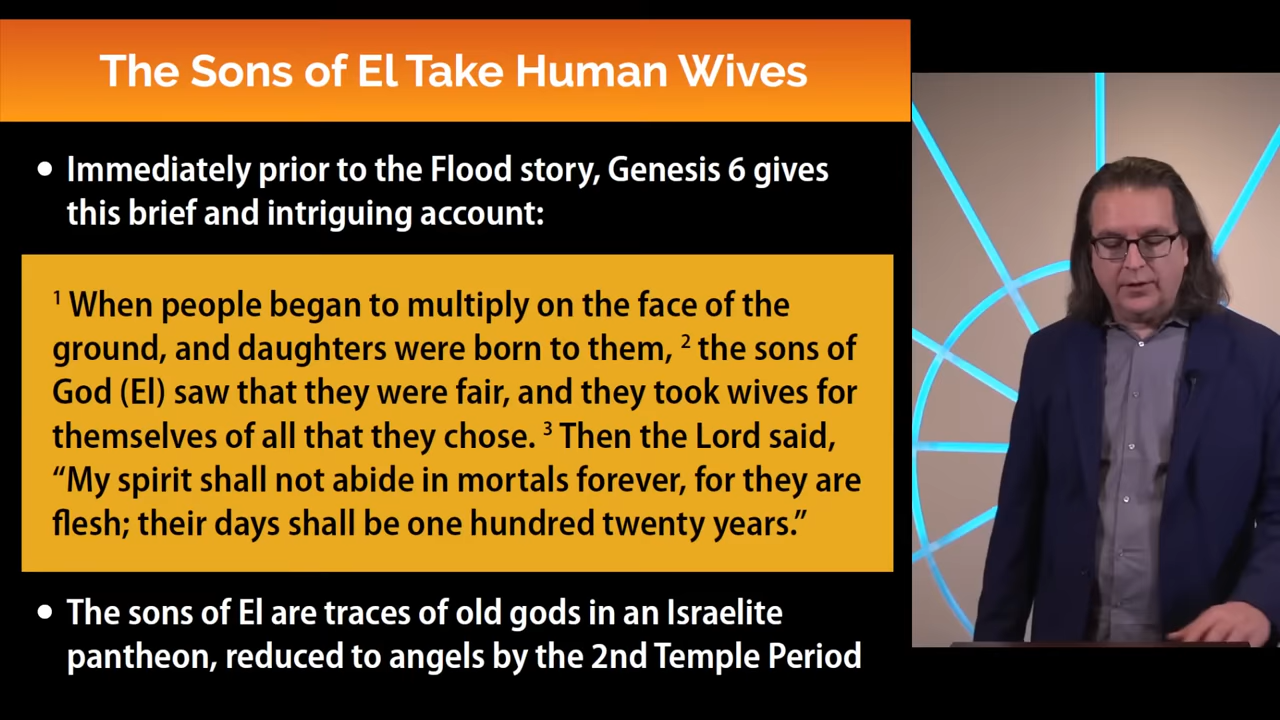 The Sons of El Take Human Wives
• Immediately prior to the Flood story, Genesis 6 gives
this brief and intriguing account:
¹ When people began to multiply on the face of the
ground, and daughters were born to them, ² the sons of
God (El) saw that they were fair, and they took wives for
themselves of all that they chose. ³ Then the Lord said,
“My spirit shall not abide in mortals forever, for they are
flesh; their days shall be one hundred twenty years.”
• The sons of El are traces of old gods in an Israelite
pantheon, reduced to angels by the 2nd Temple Period